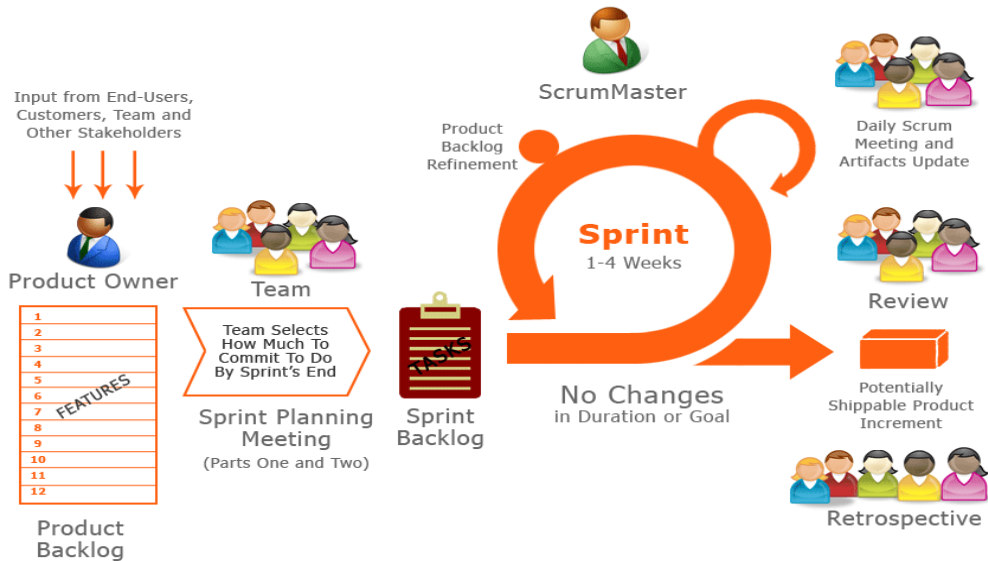 Input from End-Users,
Customers, Team and
Other Stakeholders
Product Owner
1
2
3
4
5
6
7
8
9
10
11
12
FEATURES
Product
Backlog
Team
Team Selects
How Much To
Commit To Do
By Sprint's End
Sprint Planning
Meeting
(Parts One and Two)
TASKS
Sprint
Backlog
ScrumMaster
Product
Backlog
Refinement
Sprint
1-4 Weeks
No Changes
in Duration or Goal
Daily Scrum
Meeting and
Artifacts Update
Review
Potentially
Shippable Product
Increment
Retrospective